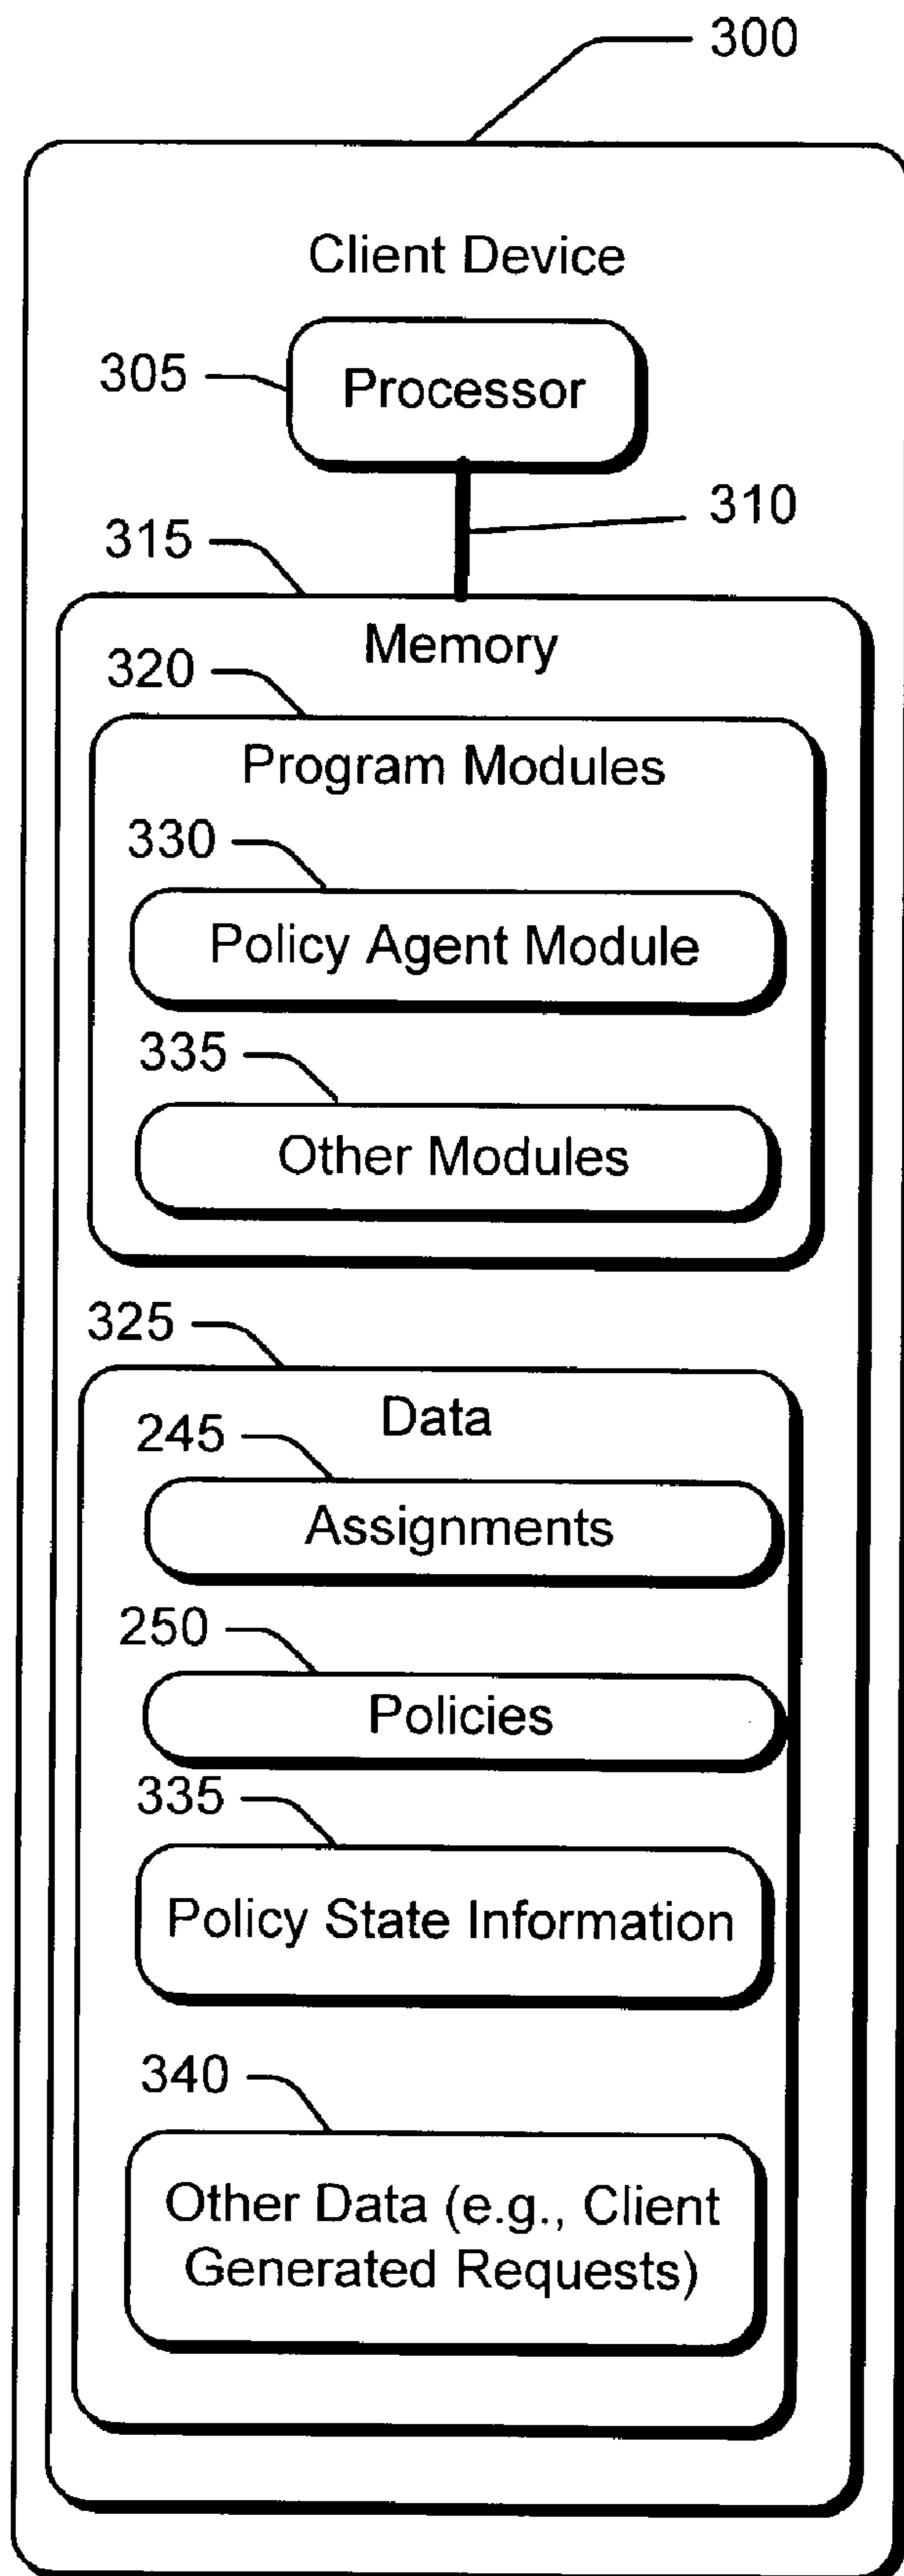 300
Client Device
305
Processor
310
315
Memory
320
Program Modules
330
Policy Agent Module
335
Other Modules
325
Data
245
Assignments
250
Policies
335
Policy State Information
340
Other Data (e.g., Client
Generated Requests)